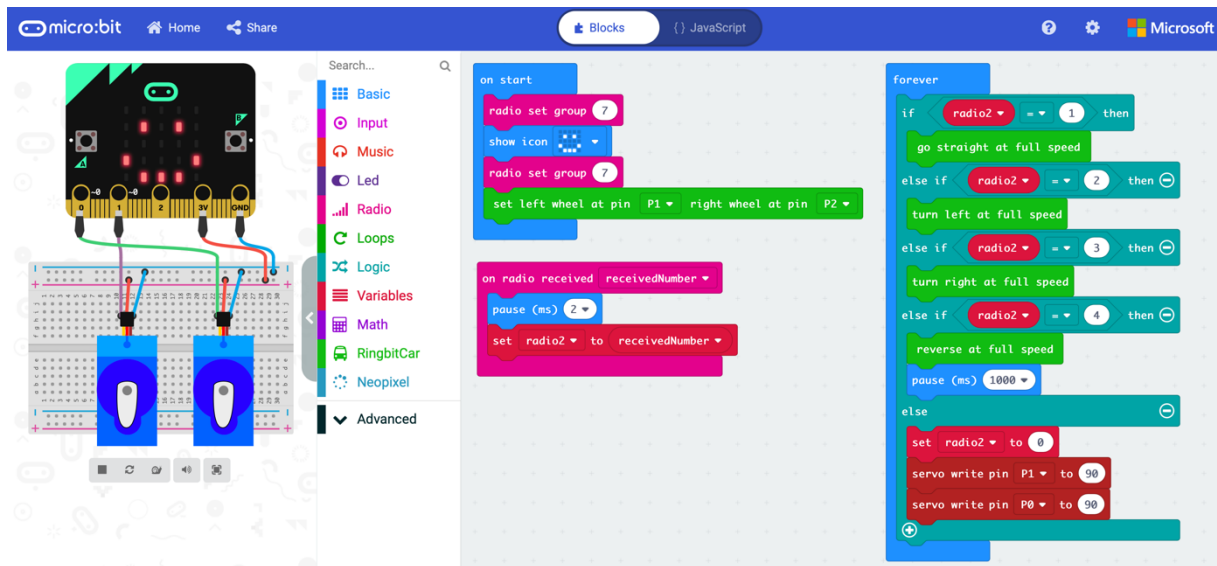 micro:bit Home Share Blocks {} JavaScript ? Microsoft
A
B
~0 ~0
0 1 2 3V GND
Search...
Basic
Input
Music
Led
Radio
Loops
Logic
Variables
Math
RingbitCar
Neopixel
Advanced
on start
radio set group 7
show icon
radio set group 7
set left wheel at pin P1 right wheel at pin P2
on radio received receivedNumber
pause (ms) 2
set radio2 to receivedNumber
forever
if radio2 = 1 then
go straight at full speed
else if radio2 = 2 then
turn left at full speed
else if radio2 = 3 then
turn right at full speed
else if radio2 = 4 then
reverse at full speed
pause (ms) 1000
else
set radio2 to 0
servo write pin P1 to 90
servo write pin P0 to 90